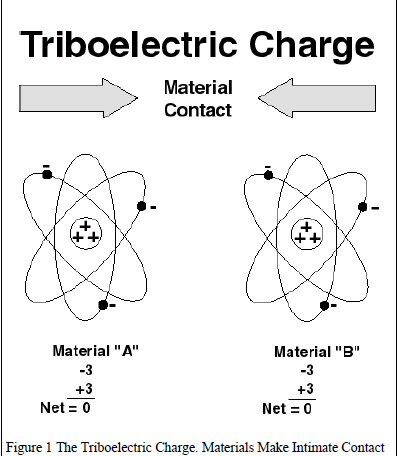 Triboelectric Charge
Material
Contact
-
-
+
++
-
-
-
+
++
-
Material "A"
-3
+3
Net = 0
Material "B"
-3
+3
Net = 0
Figure 1 The Triboelectric Charge. Materials Make Intimate Contact